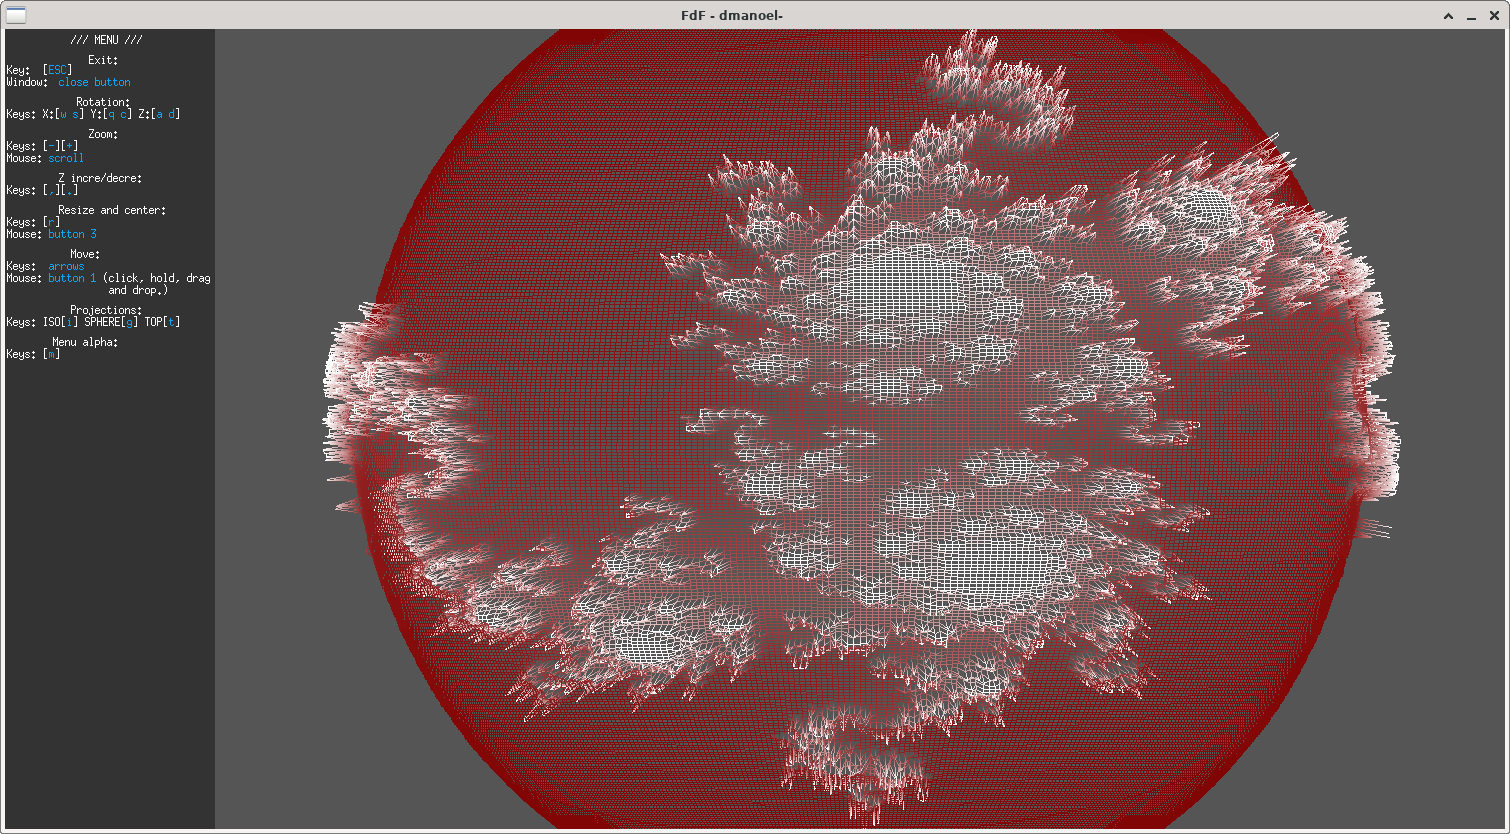 FdF - dmanoel-
/// MENU ///
Exit:
Key: [ESC]
Window: close button
Rotation:
Keys: X:[w s] Y:[q c] Z:[a d]
Zoom:
Keys: [-][+]
Mouse: scroll
Z incre/decre:
Keys: [,][.]
Resize and center:
Keys: [r]
Mouse: button 3
Move:
Keys: arrows
Mouse: button 1 (click, hold, drag
and drop.)
Projections:
Keys: ISO[i] SPHERE[g] TOP[t]
Menu alpha:
Keys: [m]